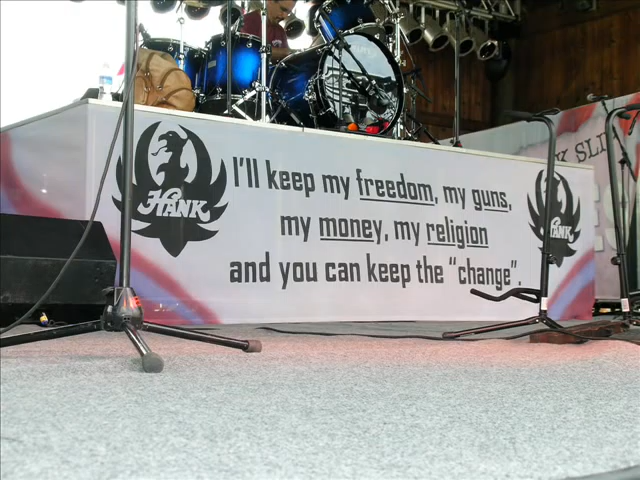 I'll keep my freedom, my guns,
my money, my religion
and you can keep the "change".
HANK
HANK